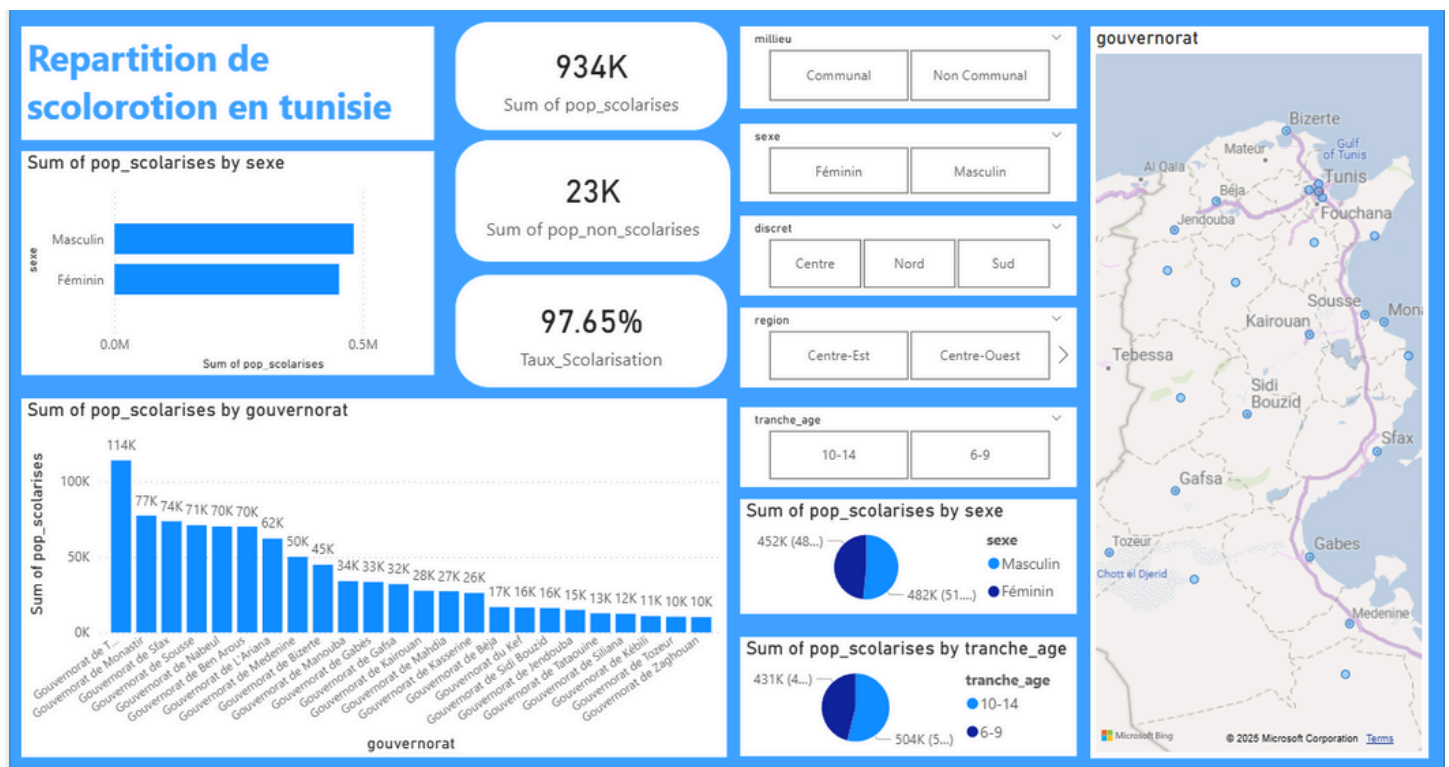 Repartition de
scolorotion en tunisie
Sum of pop_scolarises by sexe
sexe
Masculin
Féminin
0.0M
0.5M
Sum of pop_scolarises
934K
Sum of pop_scolarises
23K
Sum of pop_non_scolarises
97.65%
Taux_Scolarisation
millieu
Communal
Non Communal
sexe
Féminin
Masculin
discret
Centre
Nord
Sud
region
Centre-Est
Centre-Ouest
tranche_age
10-14
6-9
Sum of pop_scolarises by gouvernorat
Sum of pop_scolarises
100K
50K
0K
114K
77K
74K
71K
70K
70K
62K
50K
45K
34K
33K
32K
28K
27K
26K
17K
16K
16K
15K
13K
12K
11K
10K
10K
Gouvernorat de T...
Gouvernorat de Monastir
Gouvernorat de Sfax
Gouvernorat de Sousse
Gouvernorat de Nabeul
Gouvernorat de Ben Arous
Gouvernorat de L'Ariana
Gouvernorat de Medenine
Gouvernorat de Bizerte
Gouvernorat de Manouba
Gouvernorat de Gabès
Gouvernorat de Gafsa
Gouvernorat de Kairouan
Gouvernorat de Mahdia
Gouvernorat de Kasserine
Gouvernorat de Beja
Gouvernorat du Kef
Gouvernorat de Sidi Bouzid
Gouvernorat de Jendouba
Gouvernorat de Tataouine
Gouvernorat de Siliana
Gouvernorat de Kébili
Gouvernorat de Tozeur
Gouvernorat de Zaghouan
gouvernorat
Sum of pop_scolarises by sexe
452K (48...)
482K (51....)
sexe
Masculin
Féminin
Sum of pop_scolarises by tranche_age
431K (4...)
504K (5...)
tranche_age
10-14
6-9
gouvernorat
Bizerte
Mateur
Gulf
of Tunis
Al Qala
Tunis
Béja
Fouchana
Jendouba
Sousse
Mon
Kairouan
Tebessa
Sidi
Bouzid
Sfax
Gafsa
Tozeur
Gabes
Chott el Djerid
Medenine
Microsoft Bing
© 2025 Microsoft Corporation Terms